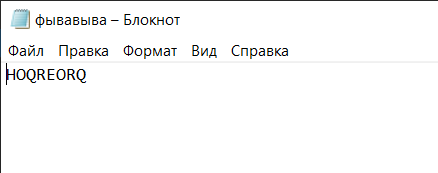 фывавыва – Блокнот
Файл Правка Формат Вид Справка
HOQREORQ